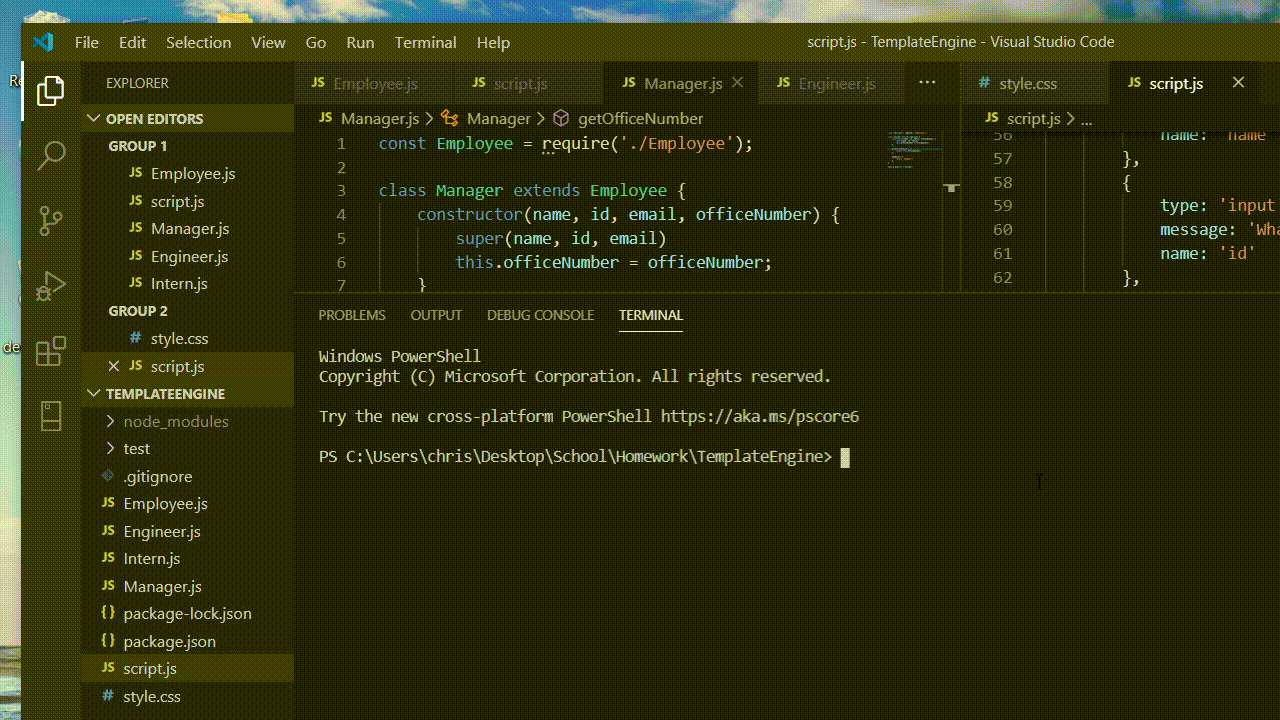 File Edit Selection View Go Run Terminal Help
script.js - TemplateEngine - Visual Studio Code
EXPLORER
OPEN EDITORS
GROUP 1
JS Employee.js
JS script.js
JS Manager.js
JS Engineer.js
JS Intern.js
GROUP 2
# style.css
JS script.js
TEMPLATEENGINE
node_modules
test
.gitignore
JS Employee.js
JS Engineer.js
JS Intern.js
JS Manager.js
{} package-lock.json
{} package.json
JS script.js
# style.css
JS Employee.js JS script.js JS Manager.js JS Engineer.js ...
JS Manager.js > Manager > getOfficeNumber
1 const Employee = require('./Employee');
2
3 class Manager extends Employee {
4 constructor(name, id, email, officeNumber) {
5 super(name, id, email)
6 this.officeNumber = officeNumber;
7 }
# style.css JS script.js
JS script.js > ...
56 name: 'name
57 },
58 {
59 type: 'input
60 message: 'Wha
61 name: 'id'
62 },
PROBLEMS OUTPUT DEBUG CONSOLE TERMINAL
Windows PowerShell
Copyright (C) Microsoft Corporation. All rights reserved.
Try the new cross-platform PowerShell https://aka.ms/pscore6
PS C:\Users\chris\Desktop\School\Homework\TemplateEngine>